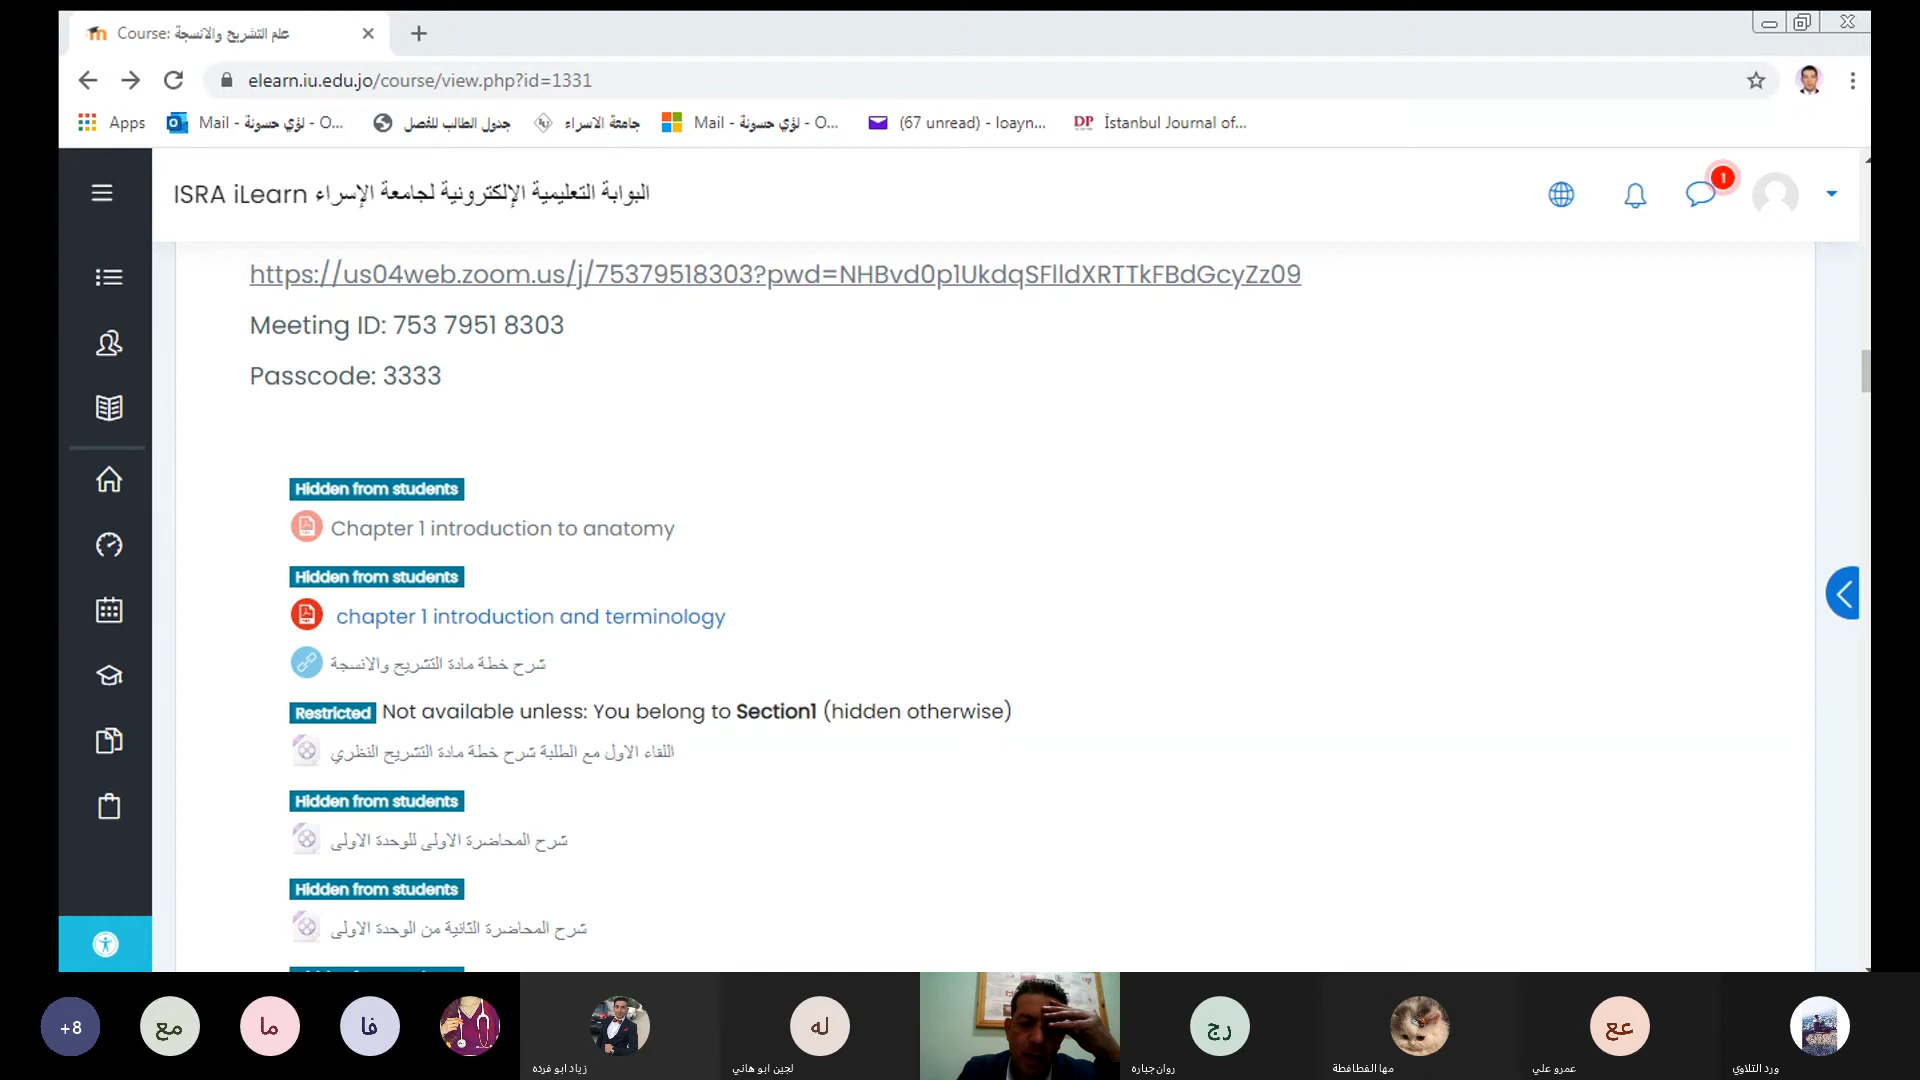 Course: علم التشريح والانسجة
elearn.iu.edu.jo/course/view.php?id=1331
Apps
Mail - لؤي حسونة - O...
جدول الطالب للفصل
جامعة الاسراء
Mail - لؤي حسونة - O...
(67 unread) - loayn...
DP İstanbul Journal of...
ISRA iLearn البوابة التعليمية الإلكترونية لجامعة الإسراء
1
https://us04web.zoom.us/j/75379518303?pwd=NHBvd0p1UkdqSFlldXRTTkFBdGcyZz09
Meeting ID: 753 7951 8303
Passcode: 3333
Hidden from students
Chapter 1 introduction to anatomy
Hidden from students
chapter 1 introduction and terminology
شرح خطة مادة التشريح والانسجة
Restricted Not available unless: You belong to Section1 (hidden otherwise)
اللقاء الاول مع الطلبة شرح خطة مادة التشريح النظري
Hidden from students
شرح المحاضرة الاولى للوحدة الاولى
Hidden from students
شرح المحاضرة الثانية من الوحدة الاولى
+8
مع
ما
فا
زياد ابو فرده
له
لجين ابو هاني
رج
روان جباره
مها القطاقطة
عع
عمرو علي
ورد التلاوي